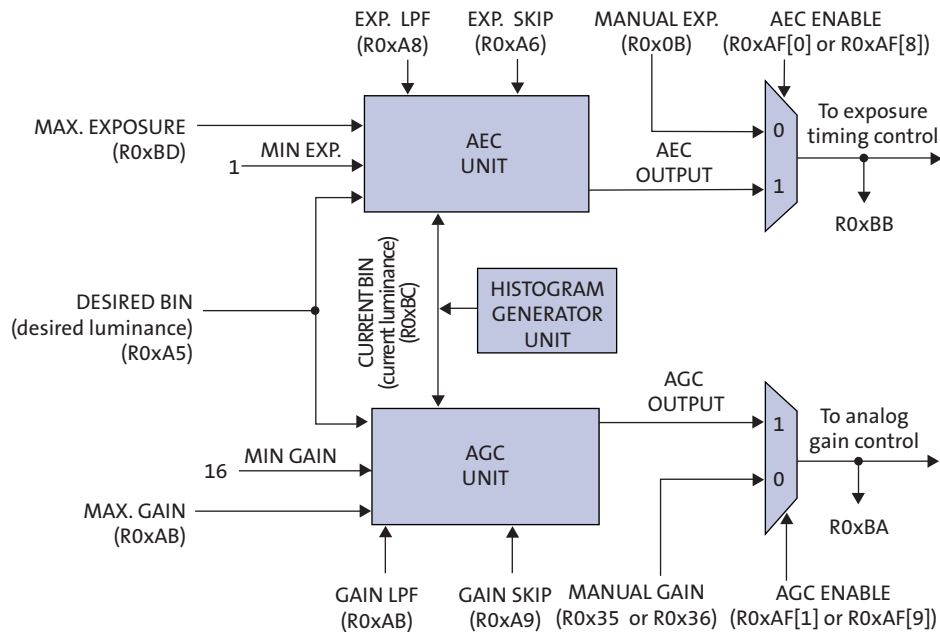 EXP. LPF
(R0xA8)
EXP. SKIP
(R0xA6)
MANUAL EXP.
(R0x0B)
AEC ENABLE
(R0xAF[0] or R0xAF[8])
MAX. EXPOSURE
(R0xBD)
1
MIN EXP.
AEC
UNIT
AEC
OUTPUT
0
1
To exposure
timing control
R0xBB
DESIRED BIN
(desired luminance)
(R0xA5)
CURRENT BIN
(current luminance)
(R0xBC)
HISTOGRAM
GENERATOR
UNIT
AGC
OUTPUT
AGC
UNIT
16
MIN GAIN
MAX. GAIN
(R0xAB)
1
0
To analog
gain control
R0xBA
GAIN LPF
(R0xAB)
GAIN SKIP
(R0xA9)
MANUAL GAIN
(R0x35 or R0x36)
AGC ENABLE
(R0xAF[1] or R0xAF[9])